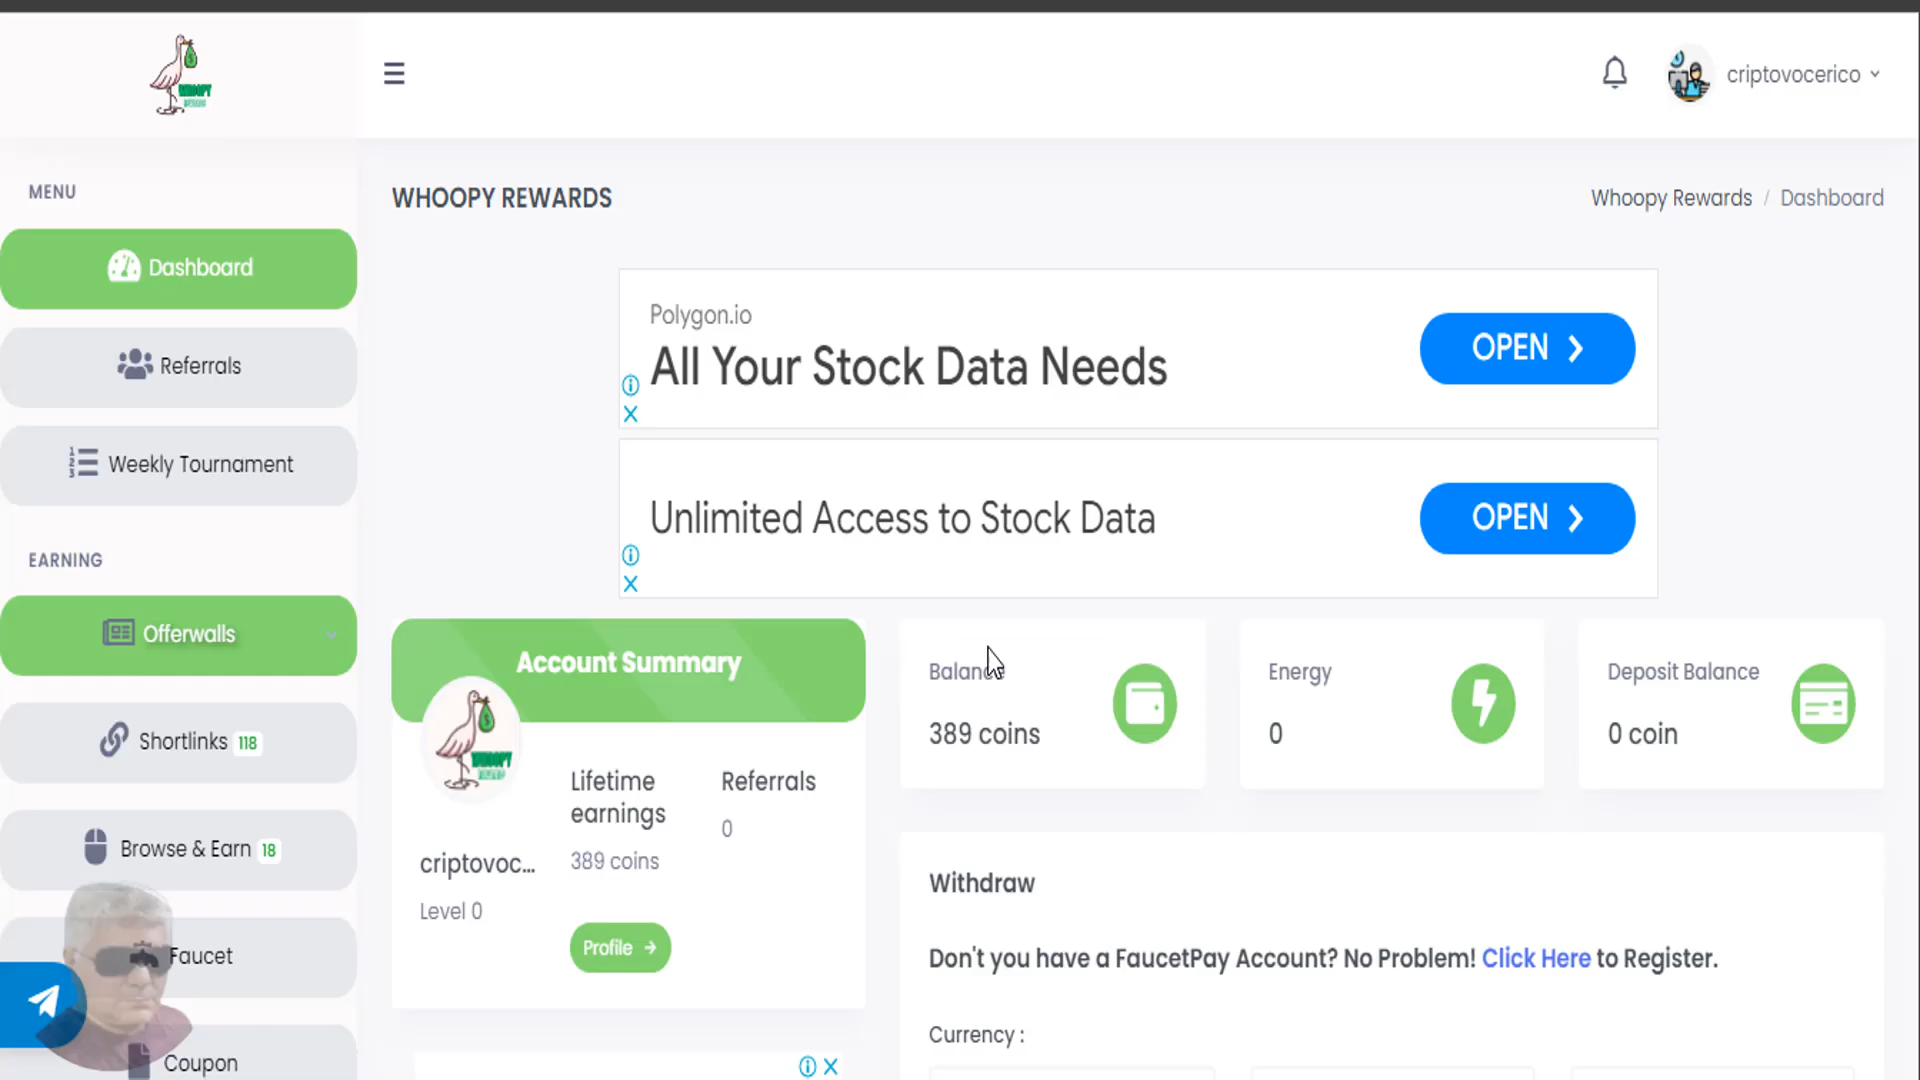 WHOOPY
criptovocerico
MENU
WHOOPY REWARDS
Whoopy Rewards / Dashboard
Dashboard
Referrals
Weekly Tournament
EARNING
Offerwalls
Shortlinks 118
Browse & Earn 18
Faucet
Coupon
Polygon.io
All Your Stock Data Needs
OPEN
Unlimited Access to Stock Data
OPEN
Account Summary
WHOOPY
criptovoc...
Level 0
Lifetime
earnings
389 coins
Referrals
0
Profile
Balance
389 coins
Energy
0
Deposit Balance
0 coin
Withdraw
Don't you have a FaucetPay Account? No Problem! Click Here to Register.
Currency :